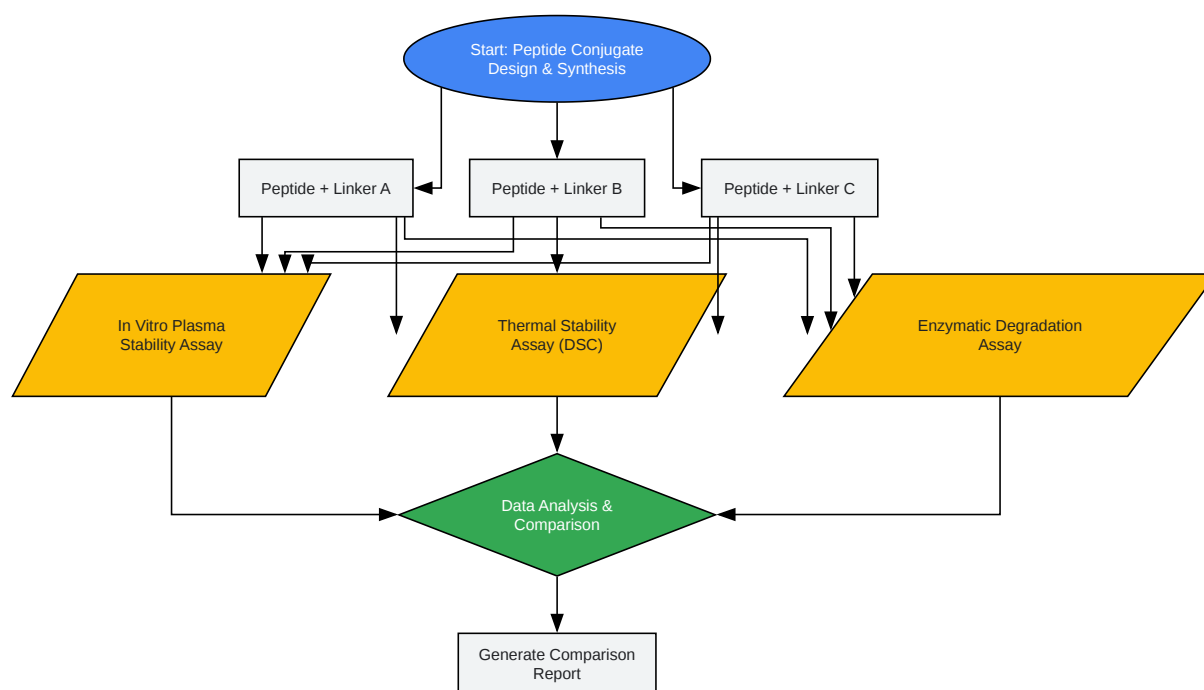 Start: Peptide Conjugate
Design & Synthesis
Peptide + Linker A
Peptide + Linker B
Peptide + Linker C
In Vitro Plasma
Stability Assay
Thermal Stability
Assay (DSC)
Enzymatic Degradation
Assay
Data Analysis &
Comparison
Generate Comparison
Report